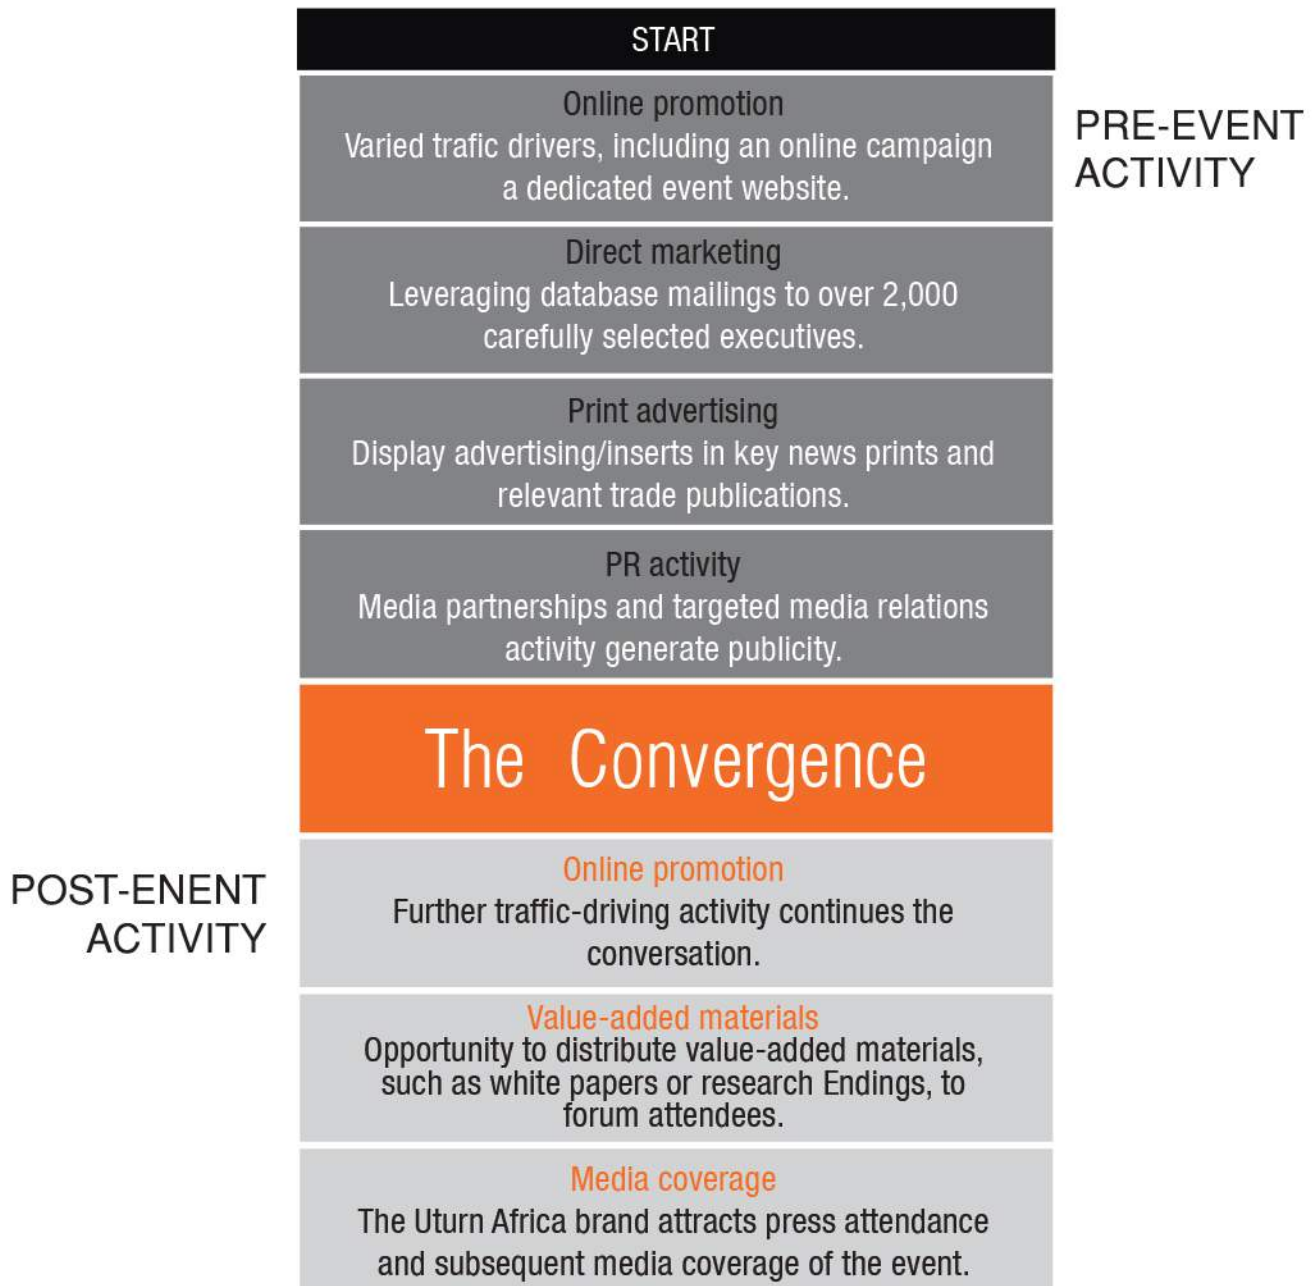 START
Online promotion
Varied trafic drivers, including an online campaign
a dedicated event website.
PRE-EVENT
ACTIVITY
Direct marketing
Leveraging database mailings to over 2,000
carefully selected executives.
Print advertising
Display advertising/inserts in key news prints and
relevant trade publications.
PR activity
Media partnerships and targeted media relations
activity generate publicity.
The Convergence
POST-ENENT
ACTIVITY
Online promotion
Further traffic-driving activity continues the
conversation.
Value-added materials
Opportunity to distribute value-added materials,
such as white papers or research Endings, to
forum attendees.
Media coverage
The Uturn Africa brand attracts press attendance
and subsequent media coverage of the event.